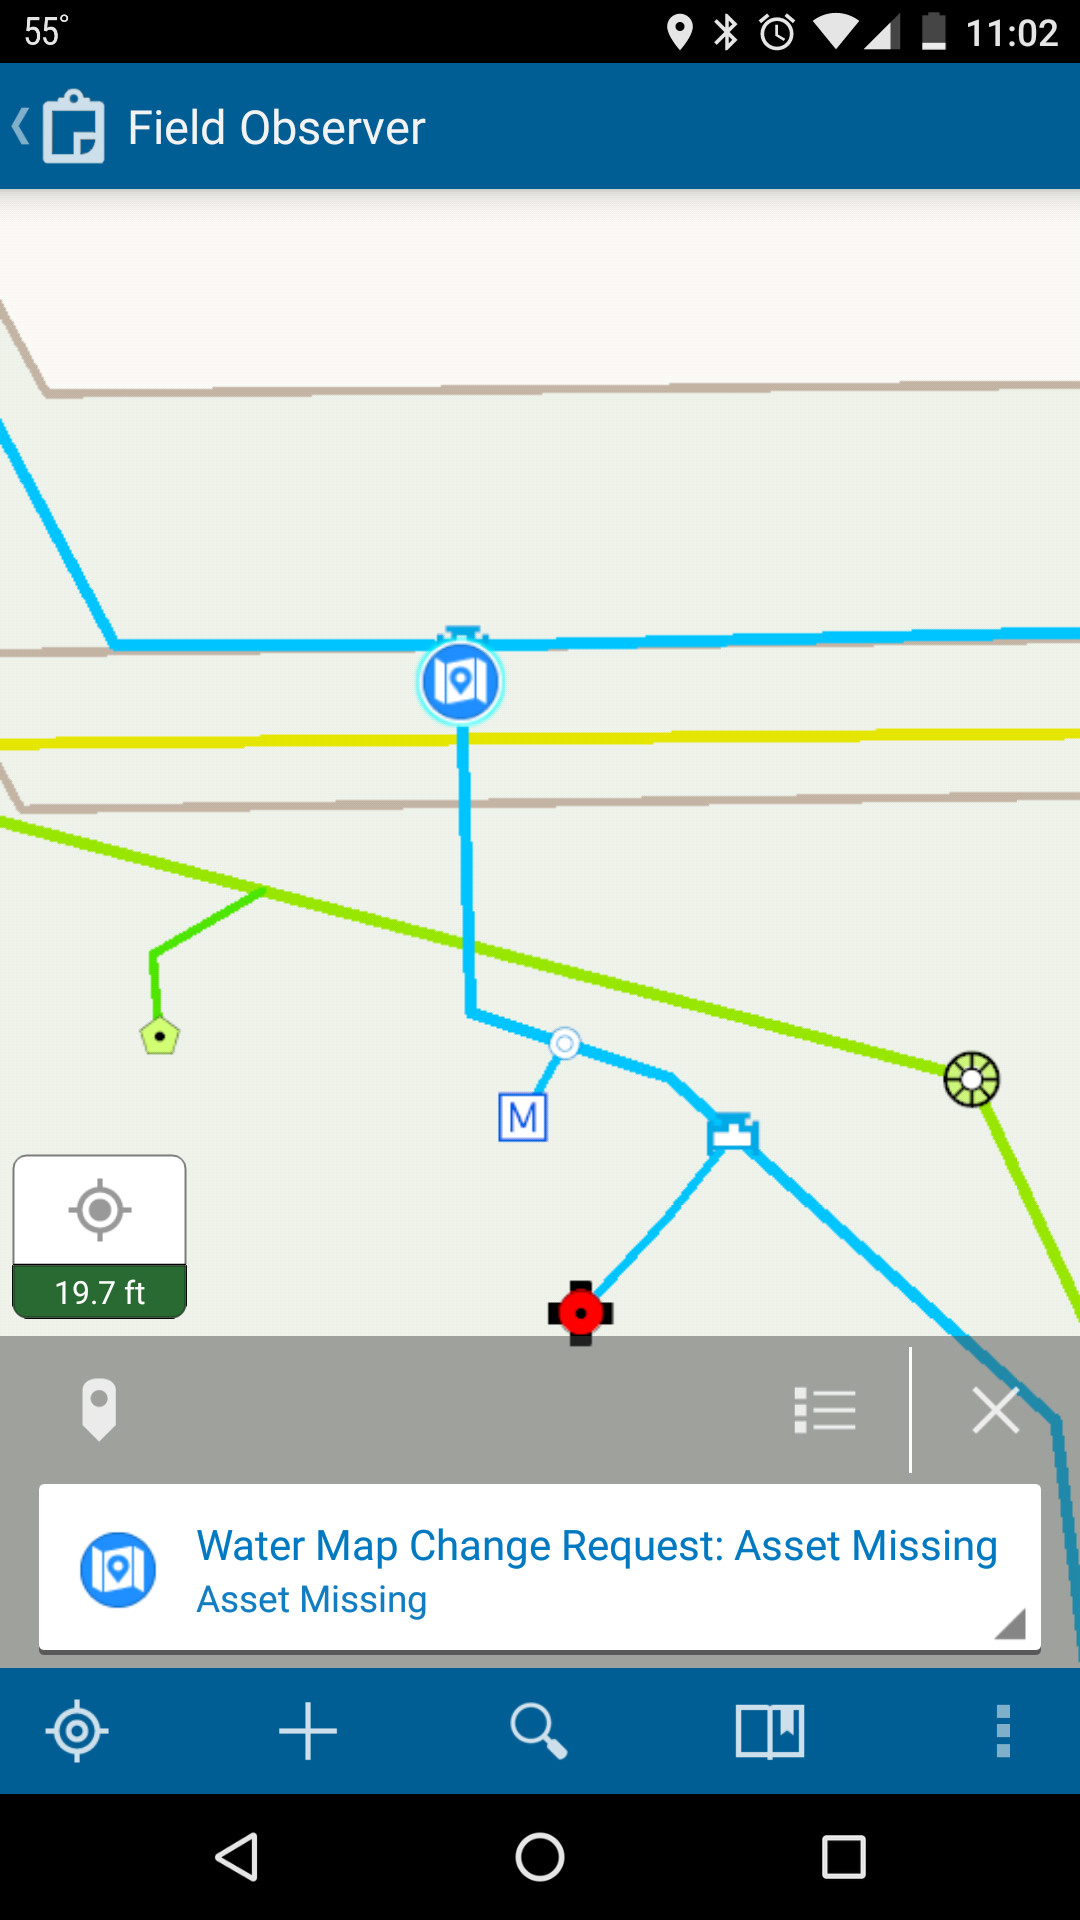 55°
11:02
Field Observer
M
19.7 ft
Water Map Change Request: Asset Missing
Asset Missing